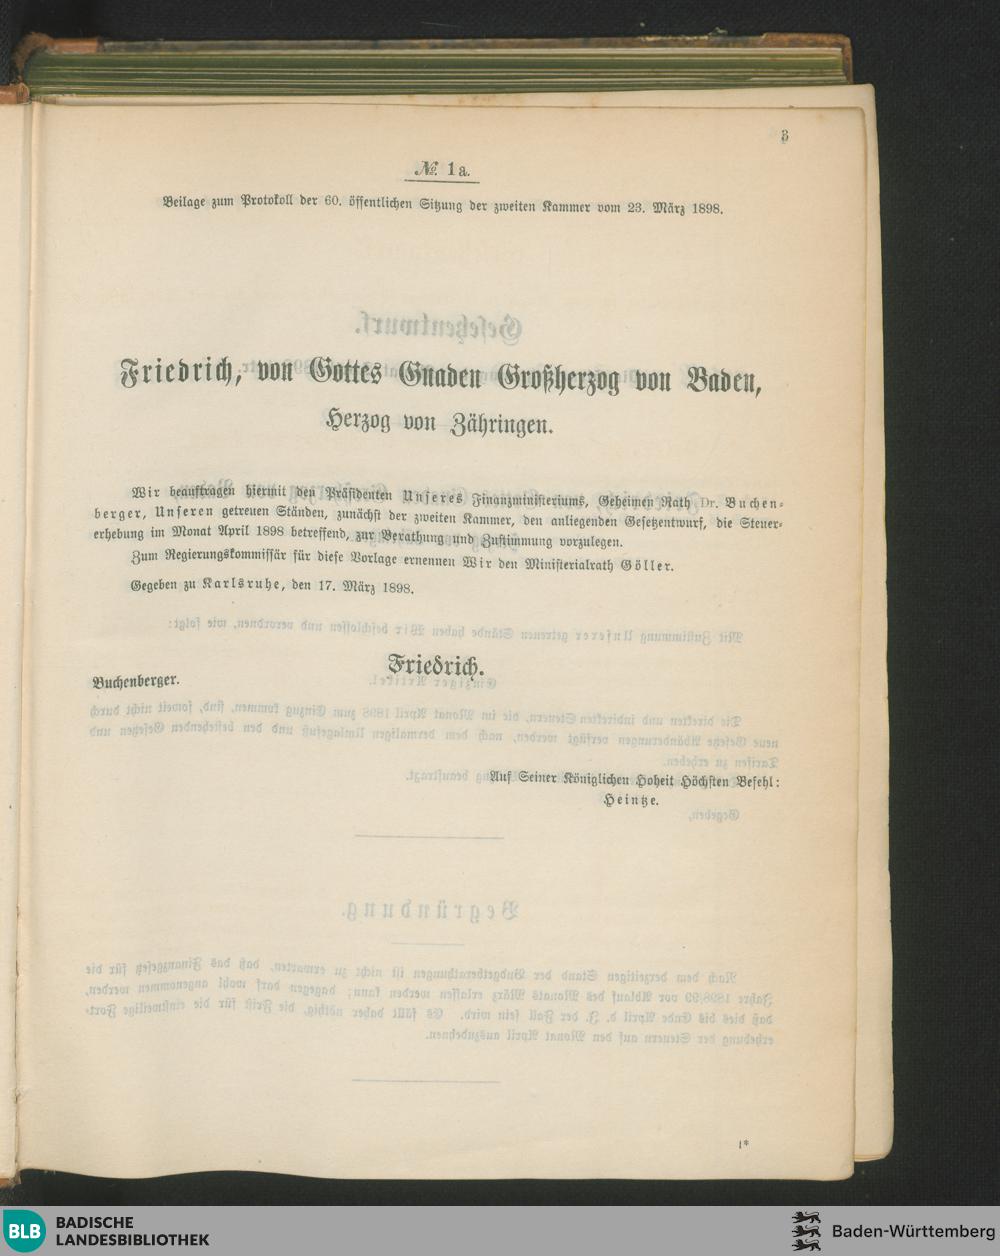 3
№. 1a.
Beilage zum Protokoll der 60. öffentlichen Sitzung der zweiten Kammer vom 23. März 1898.
Friedrich, von Gottes Gnaden Großherzog von Baden,
Herzog von Zähringen.
Wir beauftragen hiermit den Präsidenten Unseres Finanzministeriums, Geheimen Rath Dr. Buchen-
berger, Unseren getreuen Ständen, zunächst der zweiten Kammer, den anliegenden Gesetzentwurf, die Steuer-
erhebung im Monat April 1898 betreffend, zur Berathung und Zustimmung vorzulegen.
Zum Regierungskommissär für diese Vorlage ernennen Wir den Ministerialrath Göller.
Gegeben zu Karlsruhe, den 17. März 1898.
Friedrich.
Buchenberger.
Auf Seiner Königlichen Hoheit Höchsten Befehl:
Heintze.
1*
BLB BADISCHE
LANDESBIBLIOTHEK
Baden-Württemberg